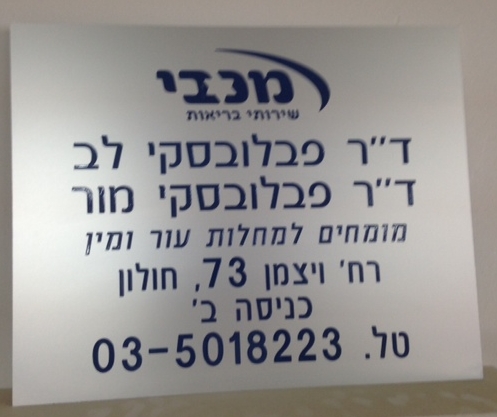 מכבי
שירותי בריאות
ד"ר פבלובסקי לב
ד"ר פבלובסקי מור
מומחים למחלות עור ומין
רח' ויצמן 73, חולון
כניסה ב'
טל. 03-5018223